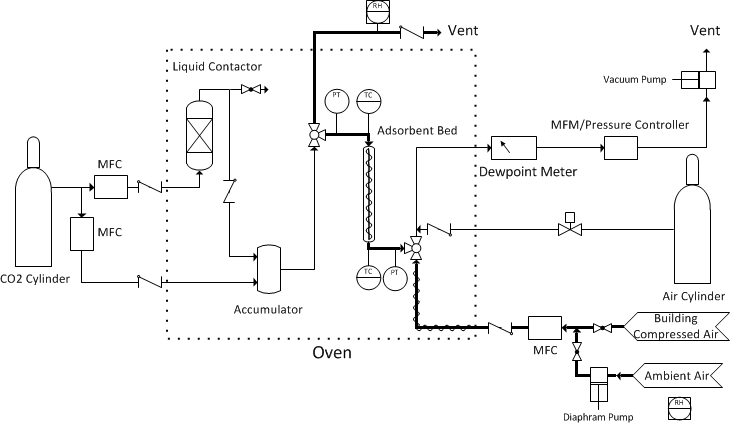 RH
Vent
Vent
Liquid Contactor
Vacuum Pump
PT
TC
Adsorbent Bed
MFM/Pressure Controller
MFC
Dewpoint Meter
MFC
TC
PT
CO2 Cylinder
Accumulator
Air Cylinder
Building
Compressed Air
Oven
MFC
Ambient Air
RH
Diaphram Pump